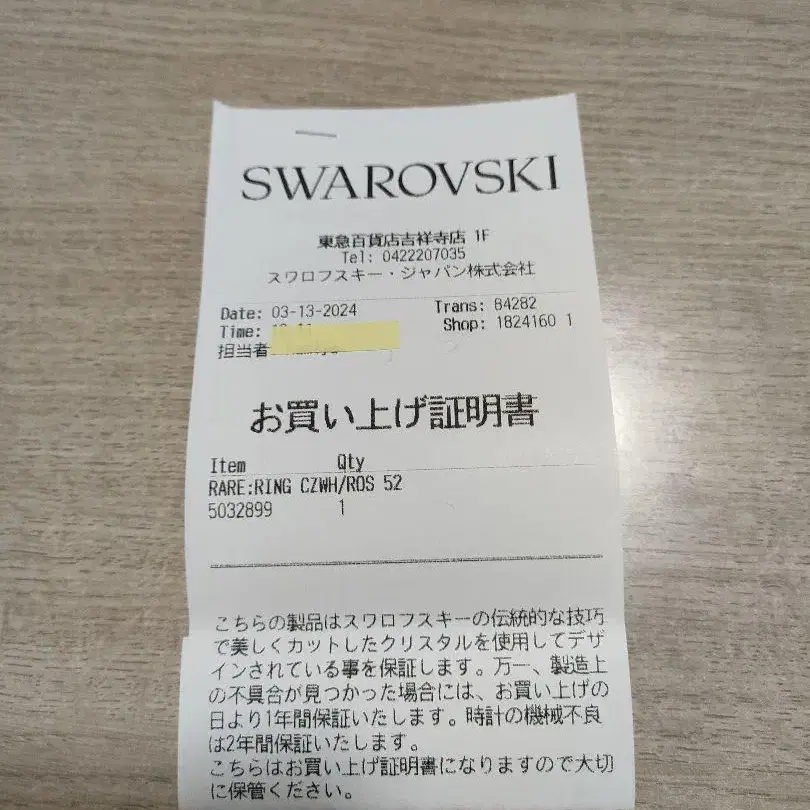 SWAROVSKI
東急百貨店吉祥寺店 1F
Tel: 0422207035
スワロフスキー・ジャパン株式会社
Date: 03-13-2024 Trans: 84282
Time: Shop: 1824160 1
担当者
お買い上げ証明書
Item Qty
RARE:RING CZWH/ROS 52
5032899 1
こちらの製品はスワロフスキーの伝統的な技巧
で美しくカットしたクリスタルを使用してデザ
インされている事を保証します。万一、製造上
の不具合が見つかった場合には、お買い上げの
日より1年間保証いたします。時計の機械不良
は2年間保証いたします。
こちらはお買い上げ証明書になりますので大切
に保管ください。